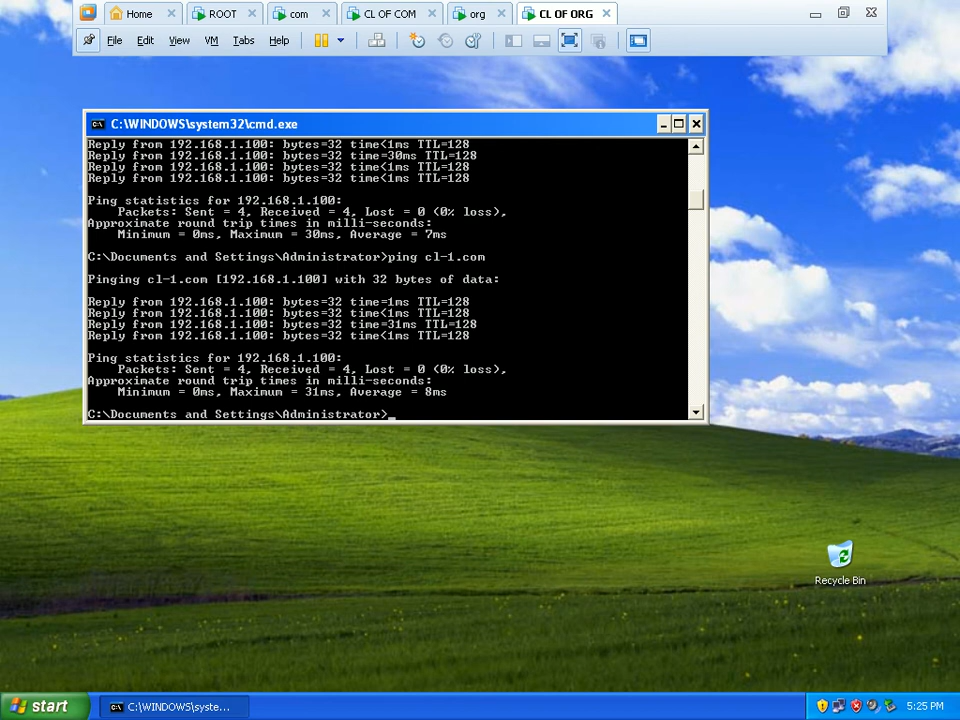 Home
ROOT
com
CL OF COM
org
CL OF ORG
File Edit View VM Tabs Help
C:\WINDOWS\system32\cmd.exe
Reply from 192.168.1.100: bytes=32 time<1ms TTL=128
Reply from 192.168.1.100: bytes=32 time=30ms TTL=128
Reply from 192.168.1.100: bytes=32 time<1ms TTL=128
Reply from 192.168.1.100: bytes=32 time<1ms TTL=128
Ping statistics for 192.168.1.100:
Packets: Sent = 4, Received = 4, Lost = 0 (0% loss),
Approximate round trip times in milli-seconds:
Minimum = 0ms, Maximum = 30ms, Average = 7ms
C:\Documents and Settings\Administrator>ping cl-1.com
Pinging cl-1.com [192.168.1.100] with 32 bytes of data:
Reply from 192.168.1.100: bytes=32 time=1ms TTL=128
Reply from 192.168.1.100: bytes=32 time<1ms TTL=128
Reply from 192.168.1.100: bytes=32 time=31ms TTL=128
Reply from 192.168.1.100: bytes=32 time<1ms TTL=128
Ping statistics for 192.168.1.100:
Packets: Sent = 4, Received = 4, Lost = 0 (0% loss),
Approximate round trip times in milli-seconds:
Minimum = 0ms, Maximum = 31ms, Average = 8ms
C:\Documents and Settings\Administrator>_
Recycle Bin
start
C:\WINDOWS\syste...
5:25 PM